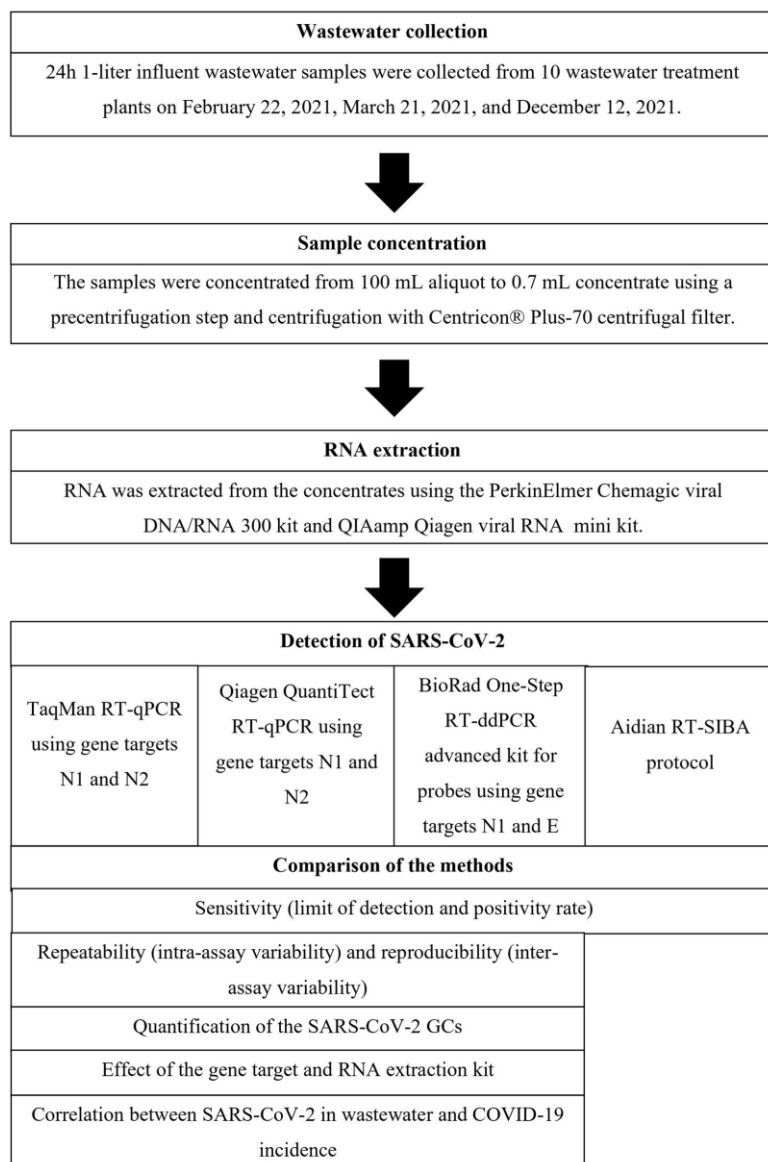 Wastewater collection
24h 1-liter influent wastewater samples were collected from 10 wastewater treatment
plants on February 22, 2021, March 21, 2021, and December 12, 2021.
Sample concentration
The samples were concentrated from 100 mL aliquot to 0.7 mL concentrate using a
precentrifugation step and centrifugation with Centricon® Plus-70 centrifugal filter.
RNA extraction
RNA was extracted from the concentrates using the PerkinElmer Chemagic viral
DNA/RNA 300 kit and QIAamp Qiagen viral RNA mini kit.
Detection of SARS-CoV-2
TaqMan RT-qPCR
using gene targets
N1 and N2
Qiagen QuantiTect
RT-qPCR using
gene targets N1 and
N2
BioRad One-Step
RT-ddPCR
advanced kit for
probes using gene
targets N1 and E
Aidian RT-SIBA
protocol
Comparison of the methods
Sensitivity (limit of detection and positivity rate)
Repeatability (intra-assay variability) and reproducibility (inter-
assay variability)
Quantification of the SARS-CoV-2 GCs
Effect of the gene target and RNA extraction kit
Correlation between SARS-CoV-2 in wastewater and COVID-19
incidence